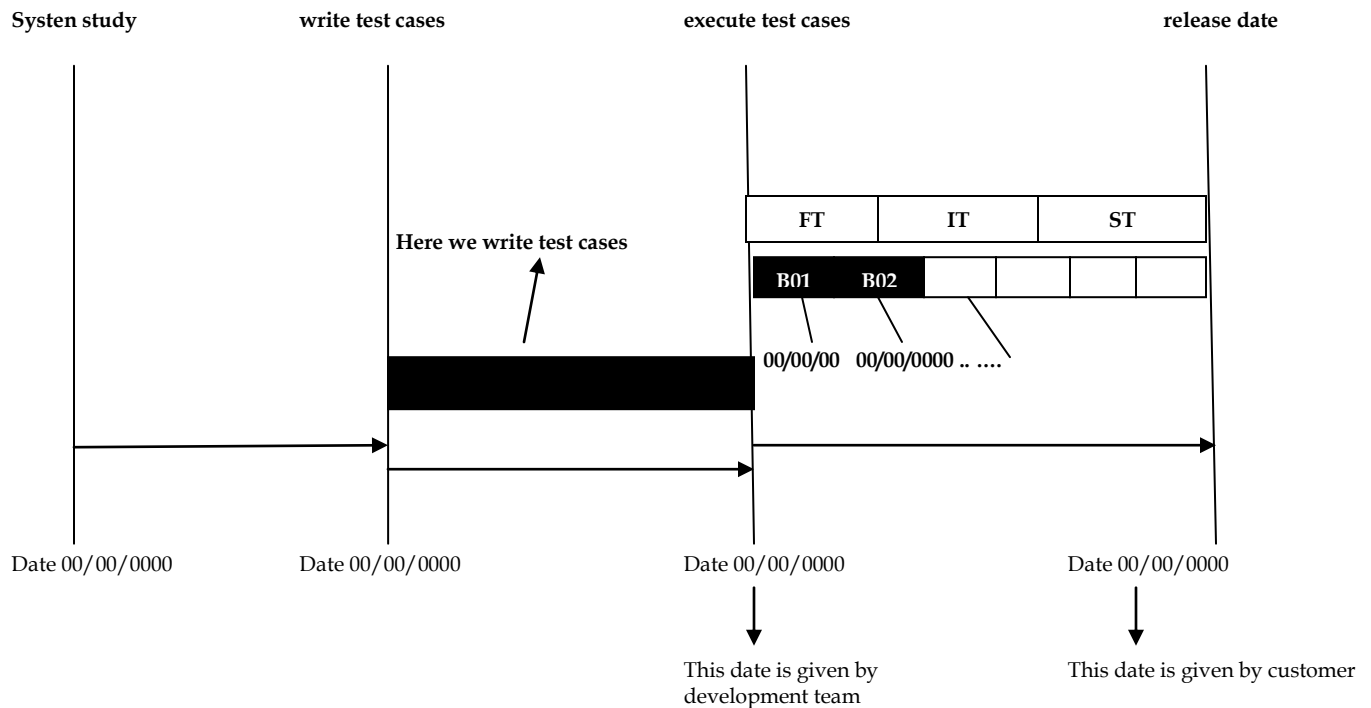 Systen study
write test cases
execute test cases
release date
FT
IT
ST
Here we write test cases
B01
B02
00/00/00
00/00/0000 .. ....
Date 00/00/0000
Date 00/00/0000
Date 00/00/0000
Date 00/00/0000
This date is given by
development team
This date is given by customer